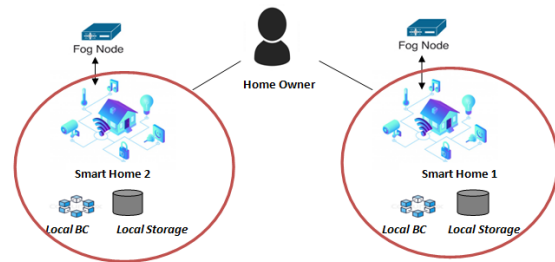 Fog Node
Fog Node
Home Owner
Smart Home 2
Smart Home 1
Local BC
Local Storage
Local BC
Local Storage